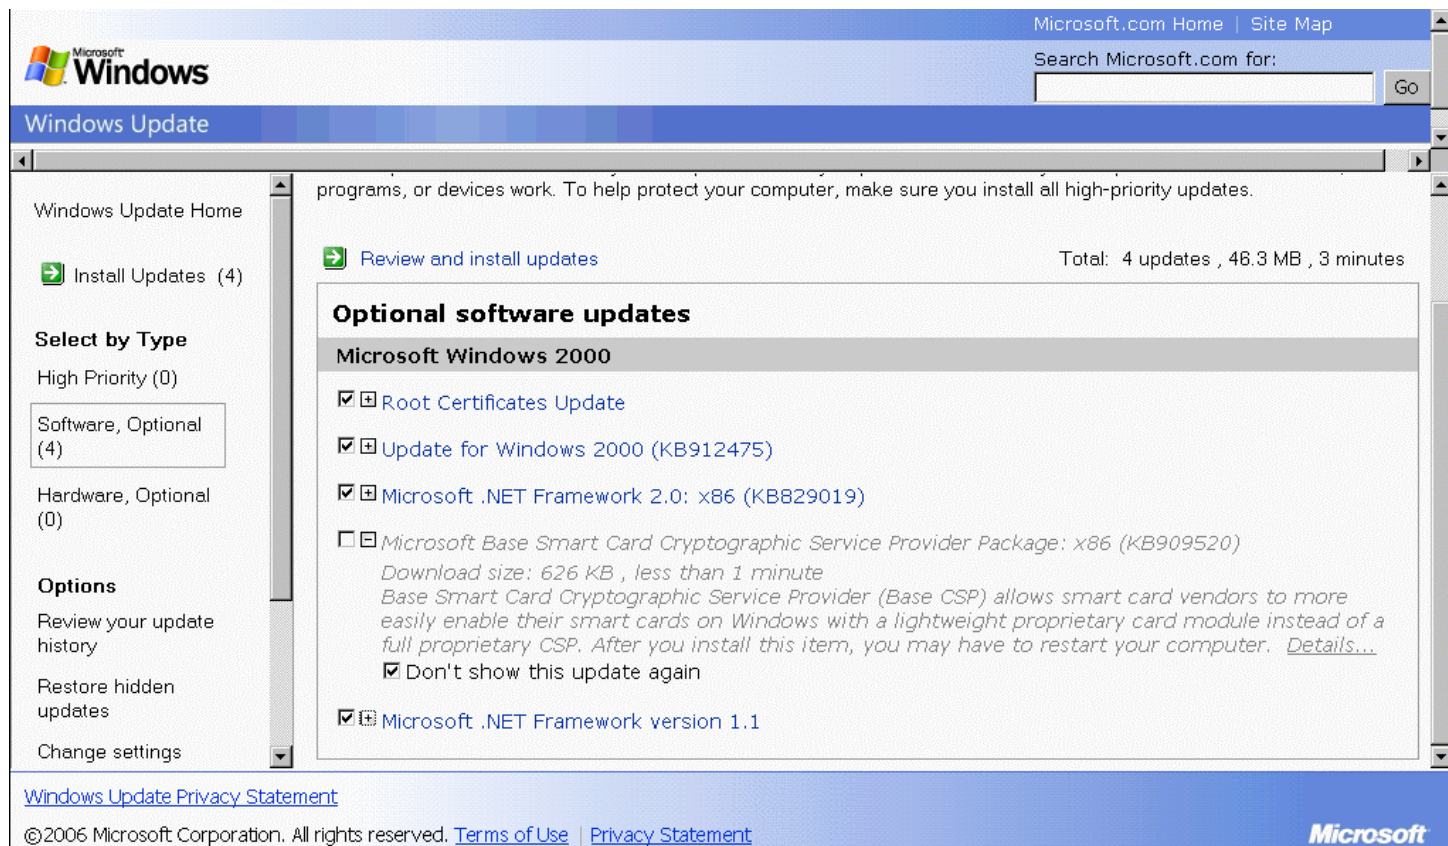 Microsoft.com Home | Site Map
Microsoft
Windows
Search Microsoft.com for:
Go
Windows Update
Windows Update Home
Install Updates (4)
Select by Type
High Priority (0)
Software, Optional
(4)
Hardware, Optional
(0)
Options
Review your update
history
Restore hidden
updates
Change settings
programs, or devices work. To help protect your computer, make sure you install all high-priority updates.
Review and install updates
Total: 4 updates , 46.3 MB , 3 minutes
Optional software updates
Microsoft Windows 2000
Root Certificates Update
Update for Windows 2000 (KB912475)
Microsoft .NET Framework 2.0: x86 (KB829019)
Microsoft Base Smart Card Cryptographic Service Provider Package: x86 (KB909520)
Download size: 626 KB , less than 1 minute
Base Smart Card Cryptographic Service Provider (Base CSP) allows smart card vendors to more
easily enable their smart cards on Windows with a lightweight proprietary card module instead of a
full proprietary CSP. After you install this item, you may have to restart your computer. Details...
Don't show this update again
Microsoft .NET Framework version 1.1
Windows Update Privacy Statement
©2006 Microsoft Corporation. All rights reserved. Terms of Use | Privacy Statement
Microsoft